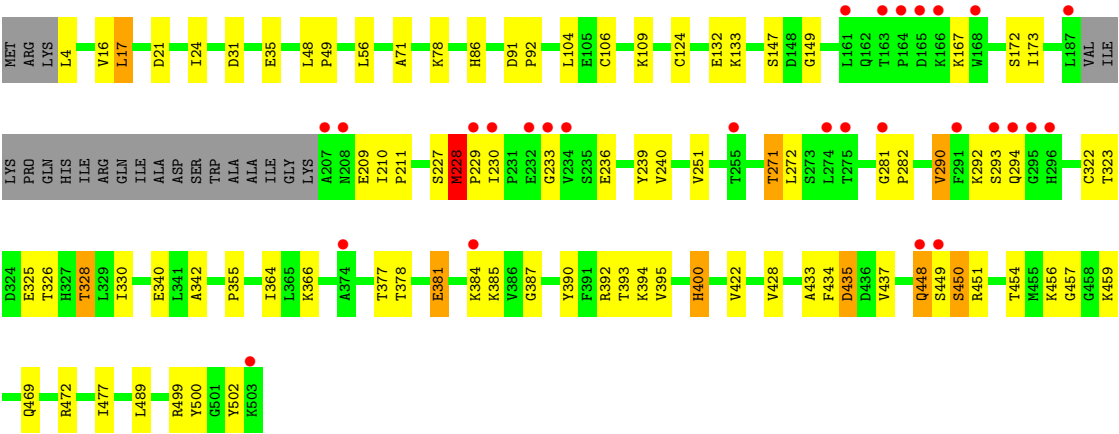 MET ARG LYS L4 V16 L17 D21 I24 D31 E35 L48 P49 L56 A71 K78 H86 D91 P92 L104 E105 C106 K109 C124 E132 K133 S147 D148 G149 L161 Q162 T163 P164 D165 K166 K167 W168 S172 I173 L187 VAL ILE
LYS PRO GLN HIS ILE ARG GLN ILE ALA ASP SER TRP ALA ALA ILE GLY LYS A207 N208 E209 I210 P211 S227 M228 P229 I230 P231 E232 G233 V234 S235 E236 Y239 V240 V251 T255 T271 L272 S273 L274 T275 G281 P282 V290 F291 K292 S293 Q294 G295 H296 C322 T323
D324 E325 T326 H327 T328 L329 I330 E340 L341 A342 P355 I364 L365 K366 A374 T377 T378 E381 K384 K385 V386 G387 Y390 F391 R392 T393 K394 V395 H400 V422 V428 A433 F434 D435 D436 V437 Q448 S449 S450 R451 T454 M455 K456 G457 G458 K459
Q469 R472 I477 L489 R499 Y500 G501 Y502 K503